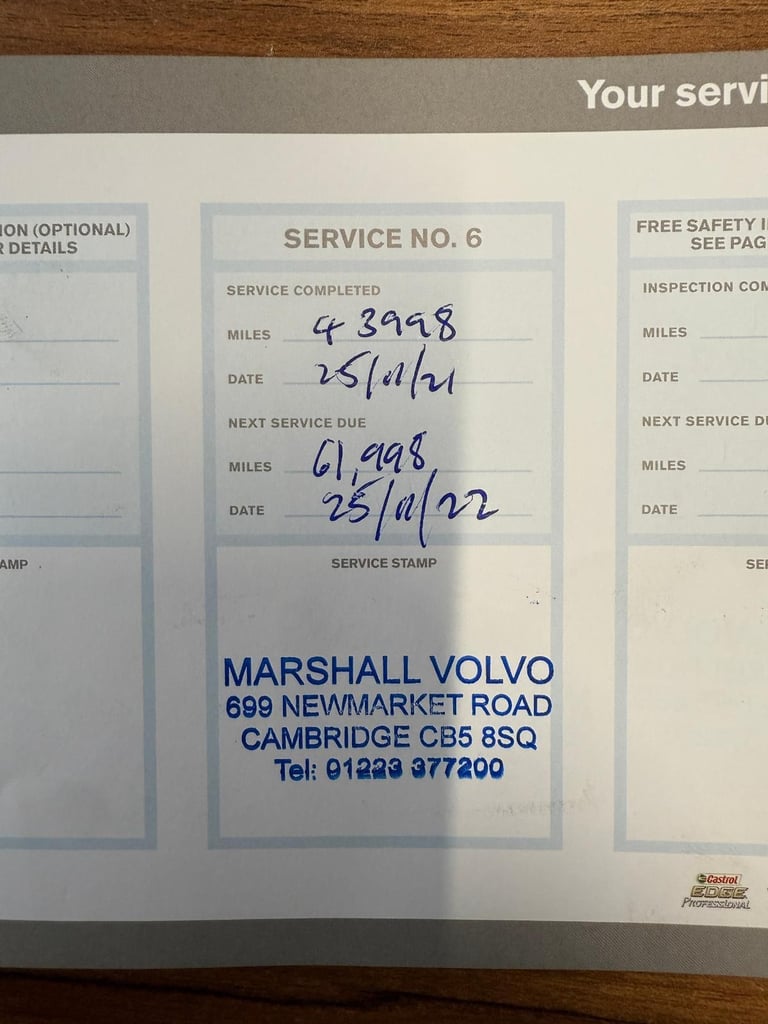 Your servi
ION (OPTIONAL)
R DETAILS
AMP
SERVICE NO. 6
SERVICE COMPLETED
MILES 43998
DATE 25/01/21
NEXT SERVICE DUE
MILES 61,998
DATE 25/01/22
SERVICE STAMP
MARSHALL VOLVO
699 NEWMARKET ROAD
CAMBRIDGE CB5 8SQ
Tel: 01223 377200
FREE SAFETY I
SEE PAG
INSPECTION COM
MILES
DATE
NEXT SERVICE DU
MILES
DATE
SE
Castrol
EDGE
PROFESSIONAL